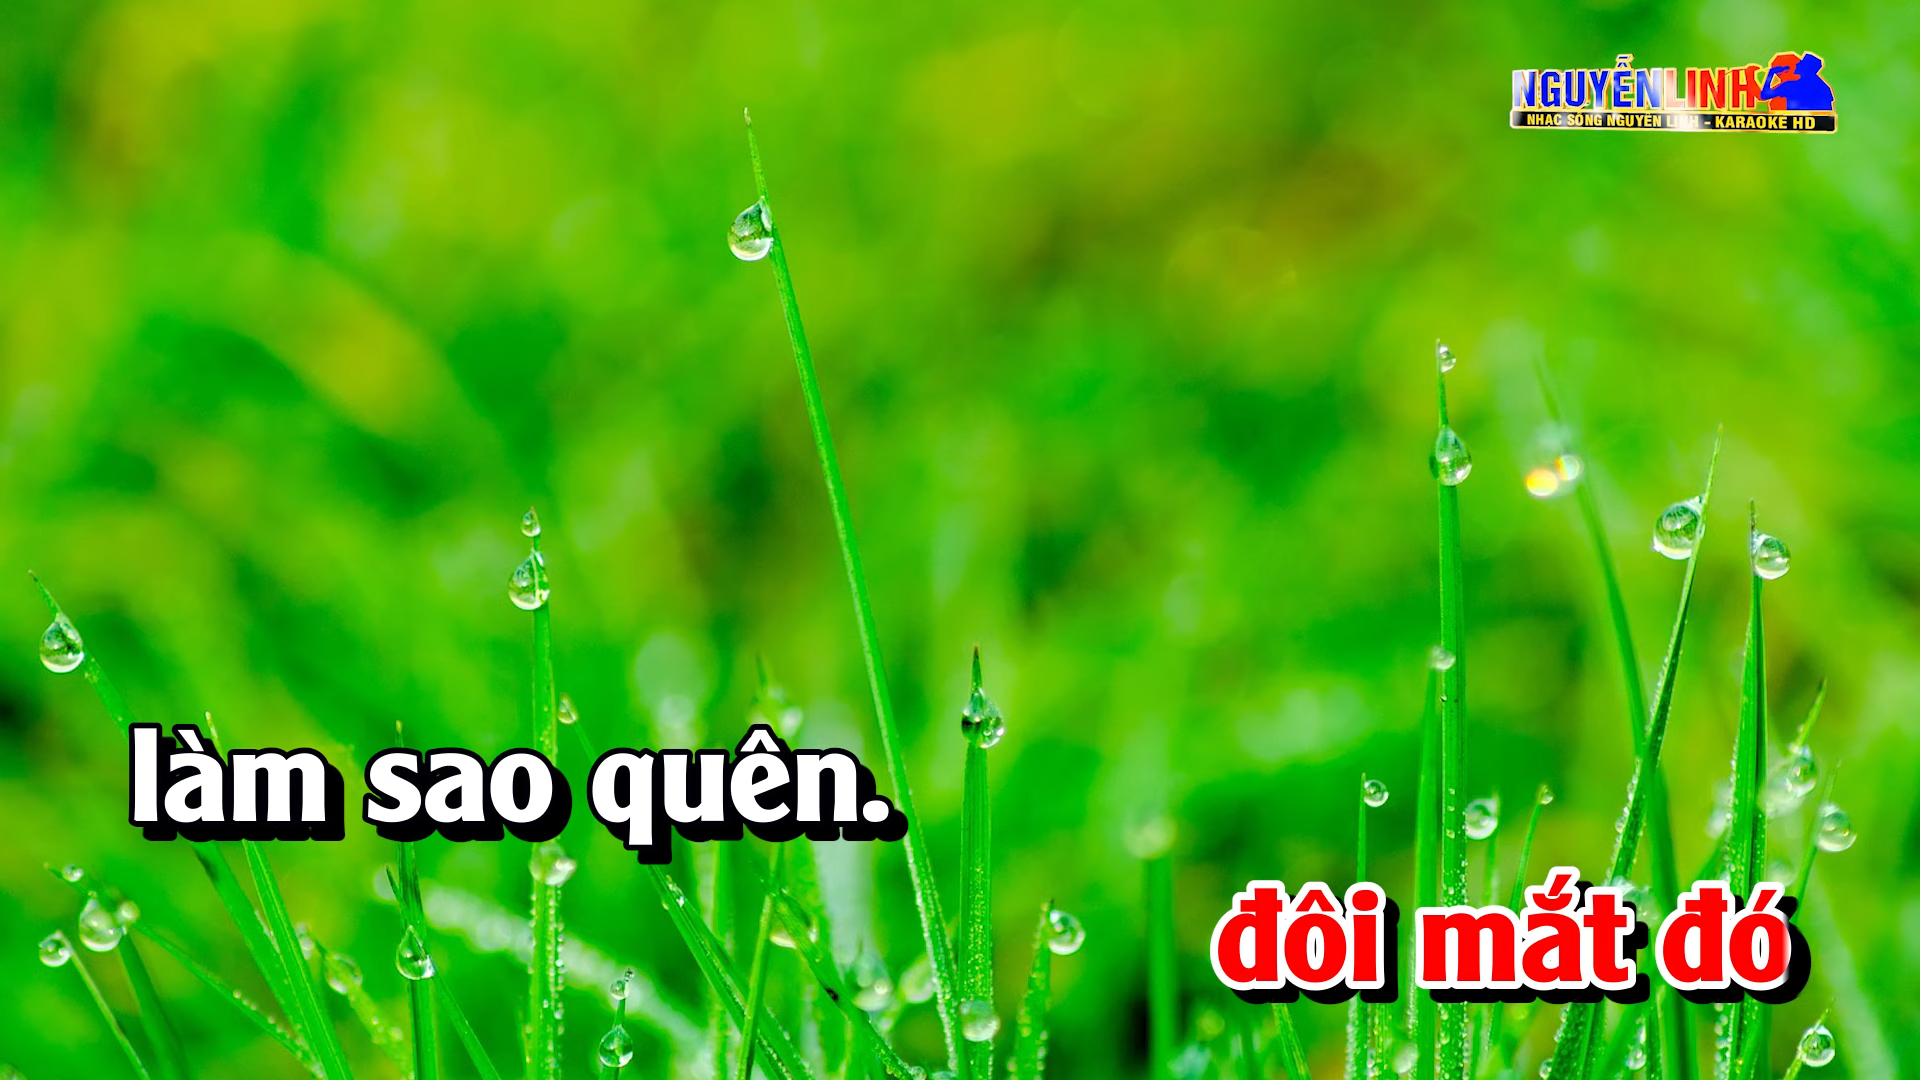 NGUYỄN LINH
NHẠC SỐNG NGUYỄN LINH - KARAOKE HD
làm sao quên.
đôi mắt đó